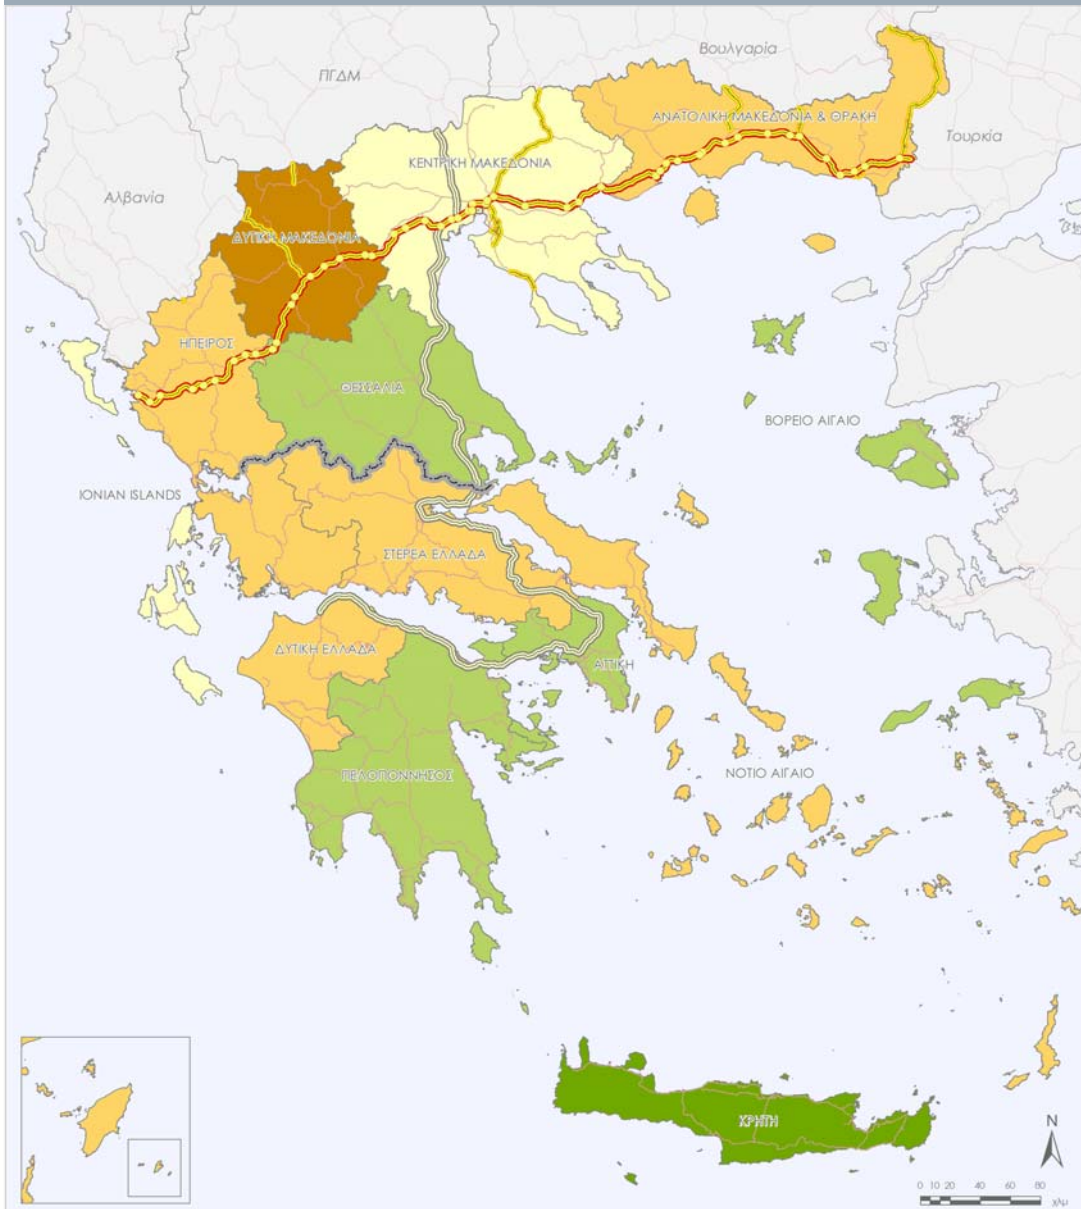 Βουλγαρία
ΠΓΔΜ
ΑΝΑΤΟΛΙΚΗ ΜΑΚΕΔΟΝΙΑ & ΘΡΑΚΗ
Τουρκία
ΚΕΝΤΡΙΚΗ ΜΑΚΕΔΟΝΙΑ
Αλβανία
ΔΥΤΙΚΗ ΜΑΚΕΔΟΝΙΑ
ΗΠΕΙΡΟΣ
ΘΕΣΣΑΛΙΑ
ΒΟΡΕΙΟ ΑΙΓΑΙΟ
IONIAN ISLANDS
ΣΤΕΡΕΑ ΕΛΛΑΔΑ
ΔΥΤΙΚΗ ΕΛΛΑΔΑ
ΑΤΤΙΚΗ
ΝΟΤΙΟ ΑΙΓΑΙΟ
ΠΕΛΟΠΟΝΝΗΣΟΣ
ΚΡΗΤΗ
N
0 10 20 40 60 80
χλμ